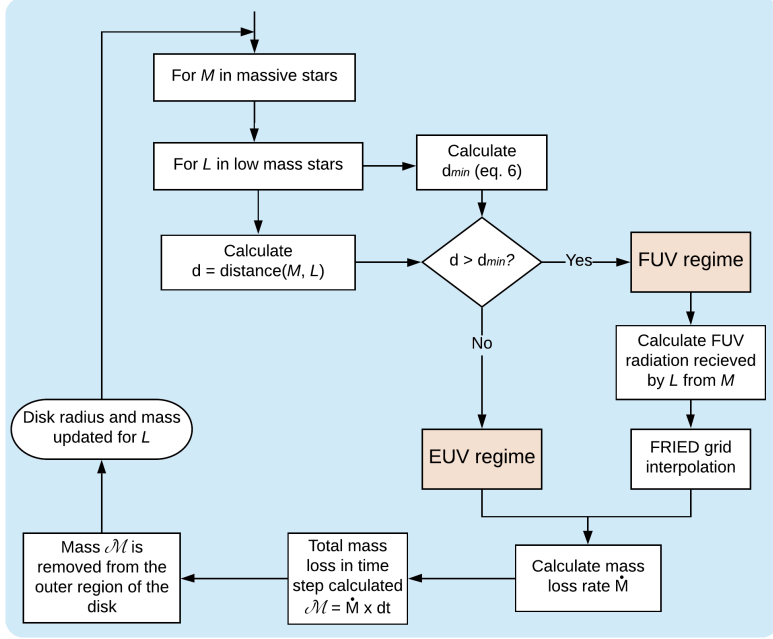 For M in massive stars
For L in low mass stars
Calculate
dmin (eq. 6)
Calculate
d = distance(M, L)
d > dmin?
Yes
FUV regime
No
Calculate FUV
radiation recieved
by L from M
Disk radius and mass
updated for L
EUV regime
FRIED grid
interpolation
Mass ℳ is
removed from the
outer region of the
disk
Total mass
loss in time
step calculated
ℳ = Ṁ x dt
Calculate mass
loss rate Ṁ